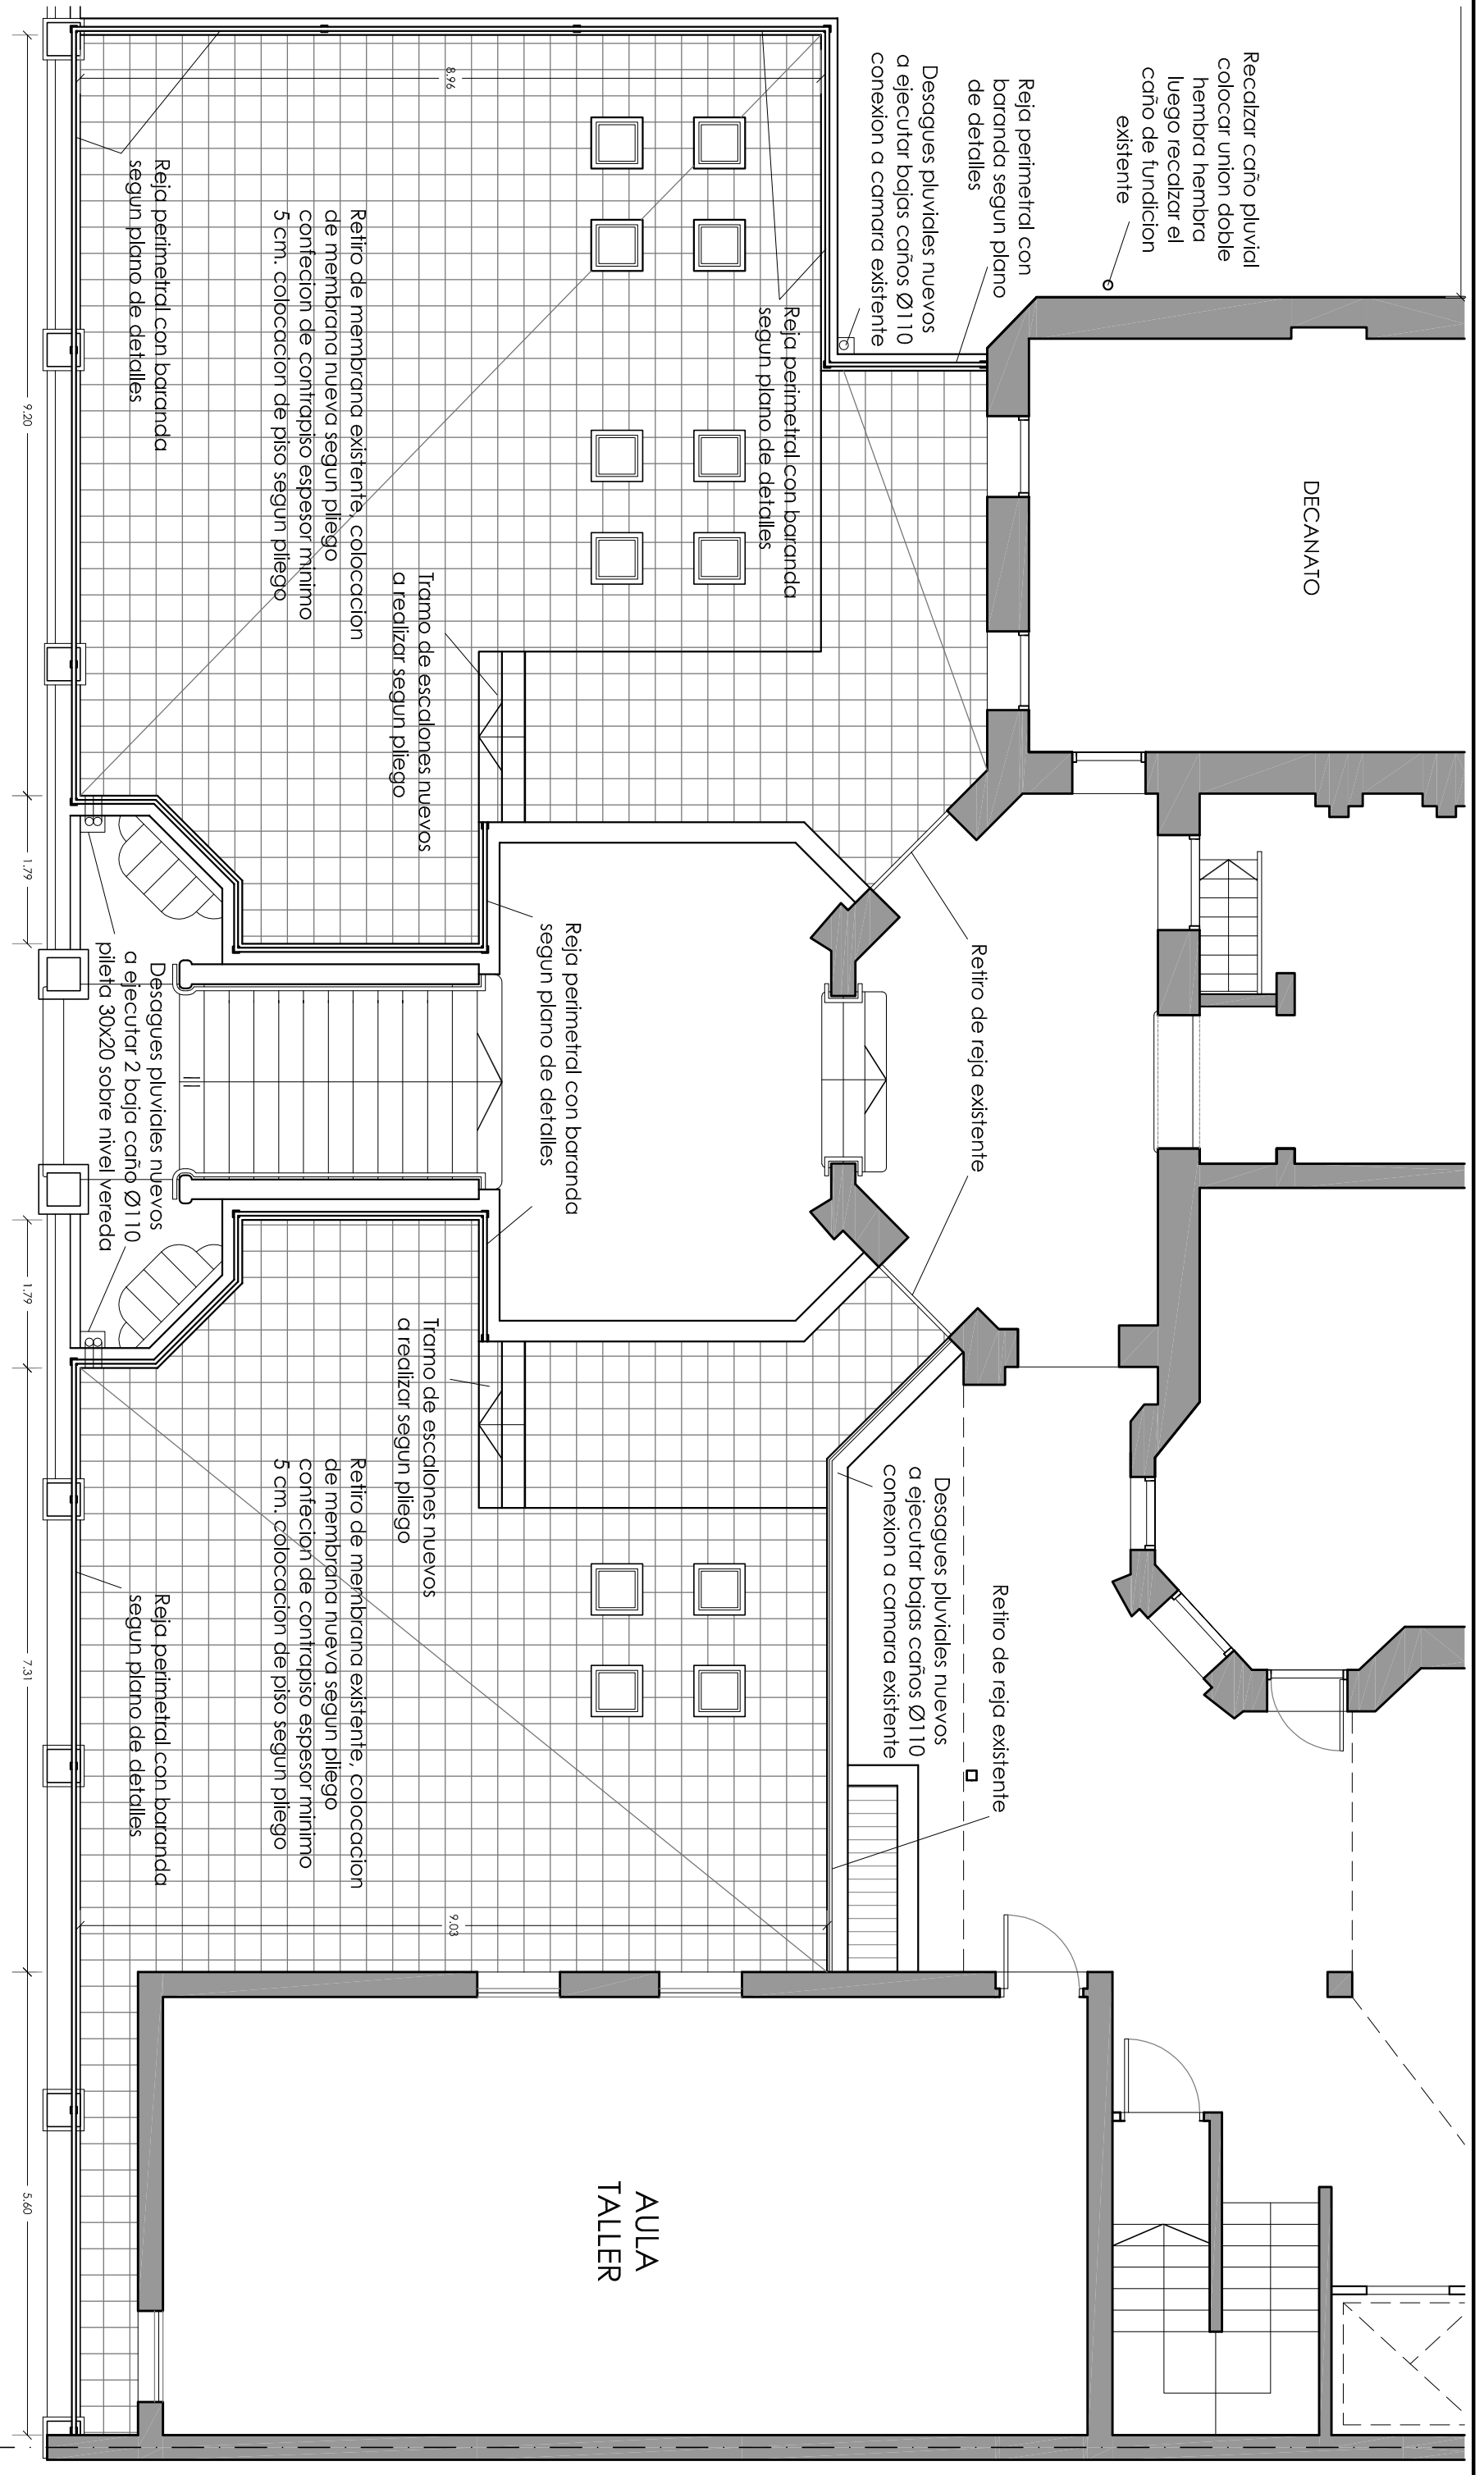 Recalzar caño pluvial
colocar union doble
hembra hembra
luego recalzar el
caño de fundicion
existente
Reja perimetral con
baranda segun plano
de detalles
Desagues pluviales nuevos
a ejecutar bajas caños Ø110
conexion a camara existente
DECANATO
Reja perimetral con baranda
segun plano de detalles
8.96
Retiro de membrana existente, colocacion
de membrana nueva segun pliego
confecion de contrapiso espesor minimo
5 cm. colocacion de piso segun pliego
Reja perimetral con baranda
segun plano de detalles
Tramo de escalones nuevos
a realizar segun pliego
Retiro de reja existente
Reja perimetral con baranda
segun plano de detalles
Desagues pluviales nuevos
a ejecutar 2 baja caño Ø110
pileta 30x20 sobre nivel vereda
Tramo de escalones nuevos
a realizar segun pliego
Desagues pluviales nuevos
a ejecutar bajas caños Ø110
conexion a camara existente
Retiro de reja existente
Retiro de membrana existente, colocacion
de membrana nueva segun pliego
confecion de contrapiso espesor minimo
5 cm. colocacion de piso segun pliego
Reja perimetral con baranda
segun plano de detalles
9.03
AULA
TALLER
9.20
1.79
1.79
7.31
5.60